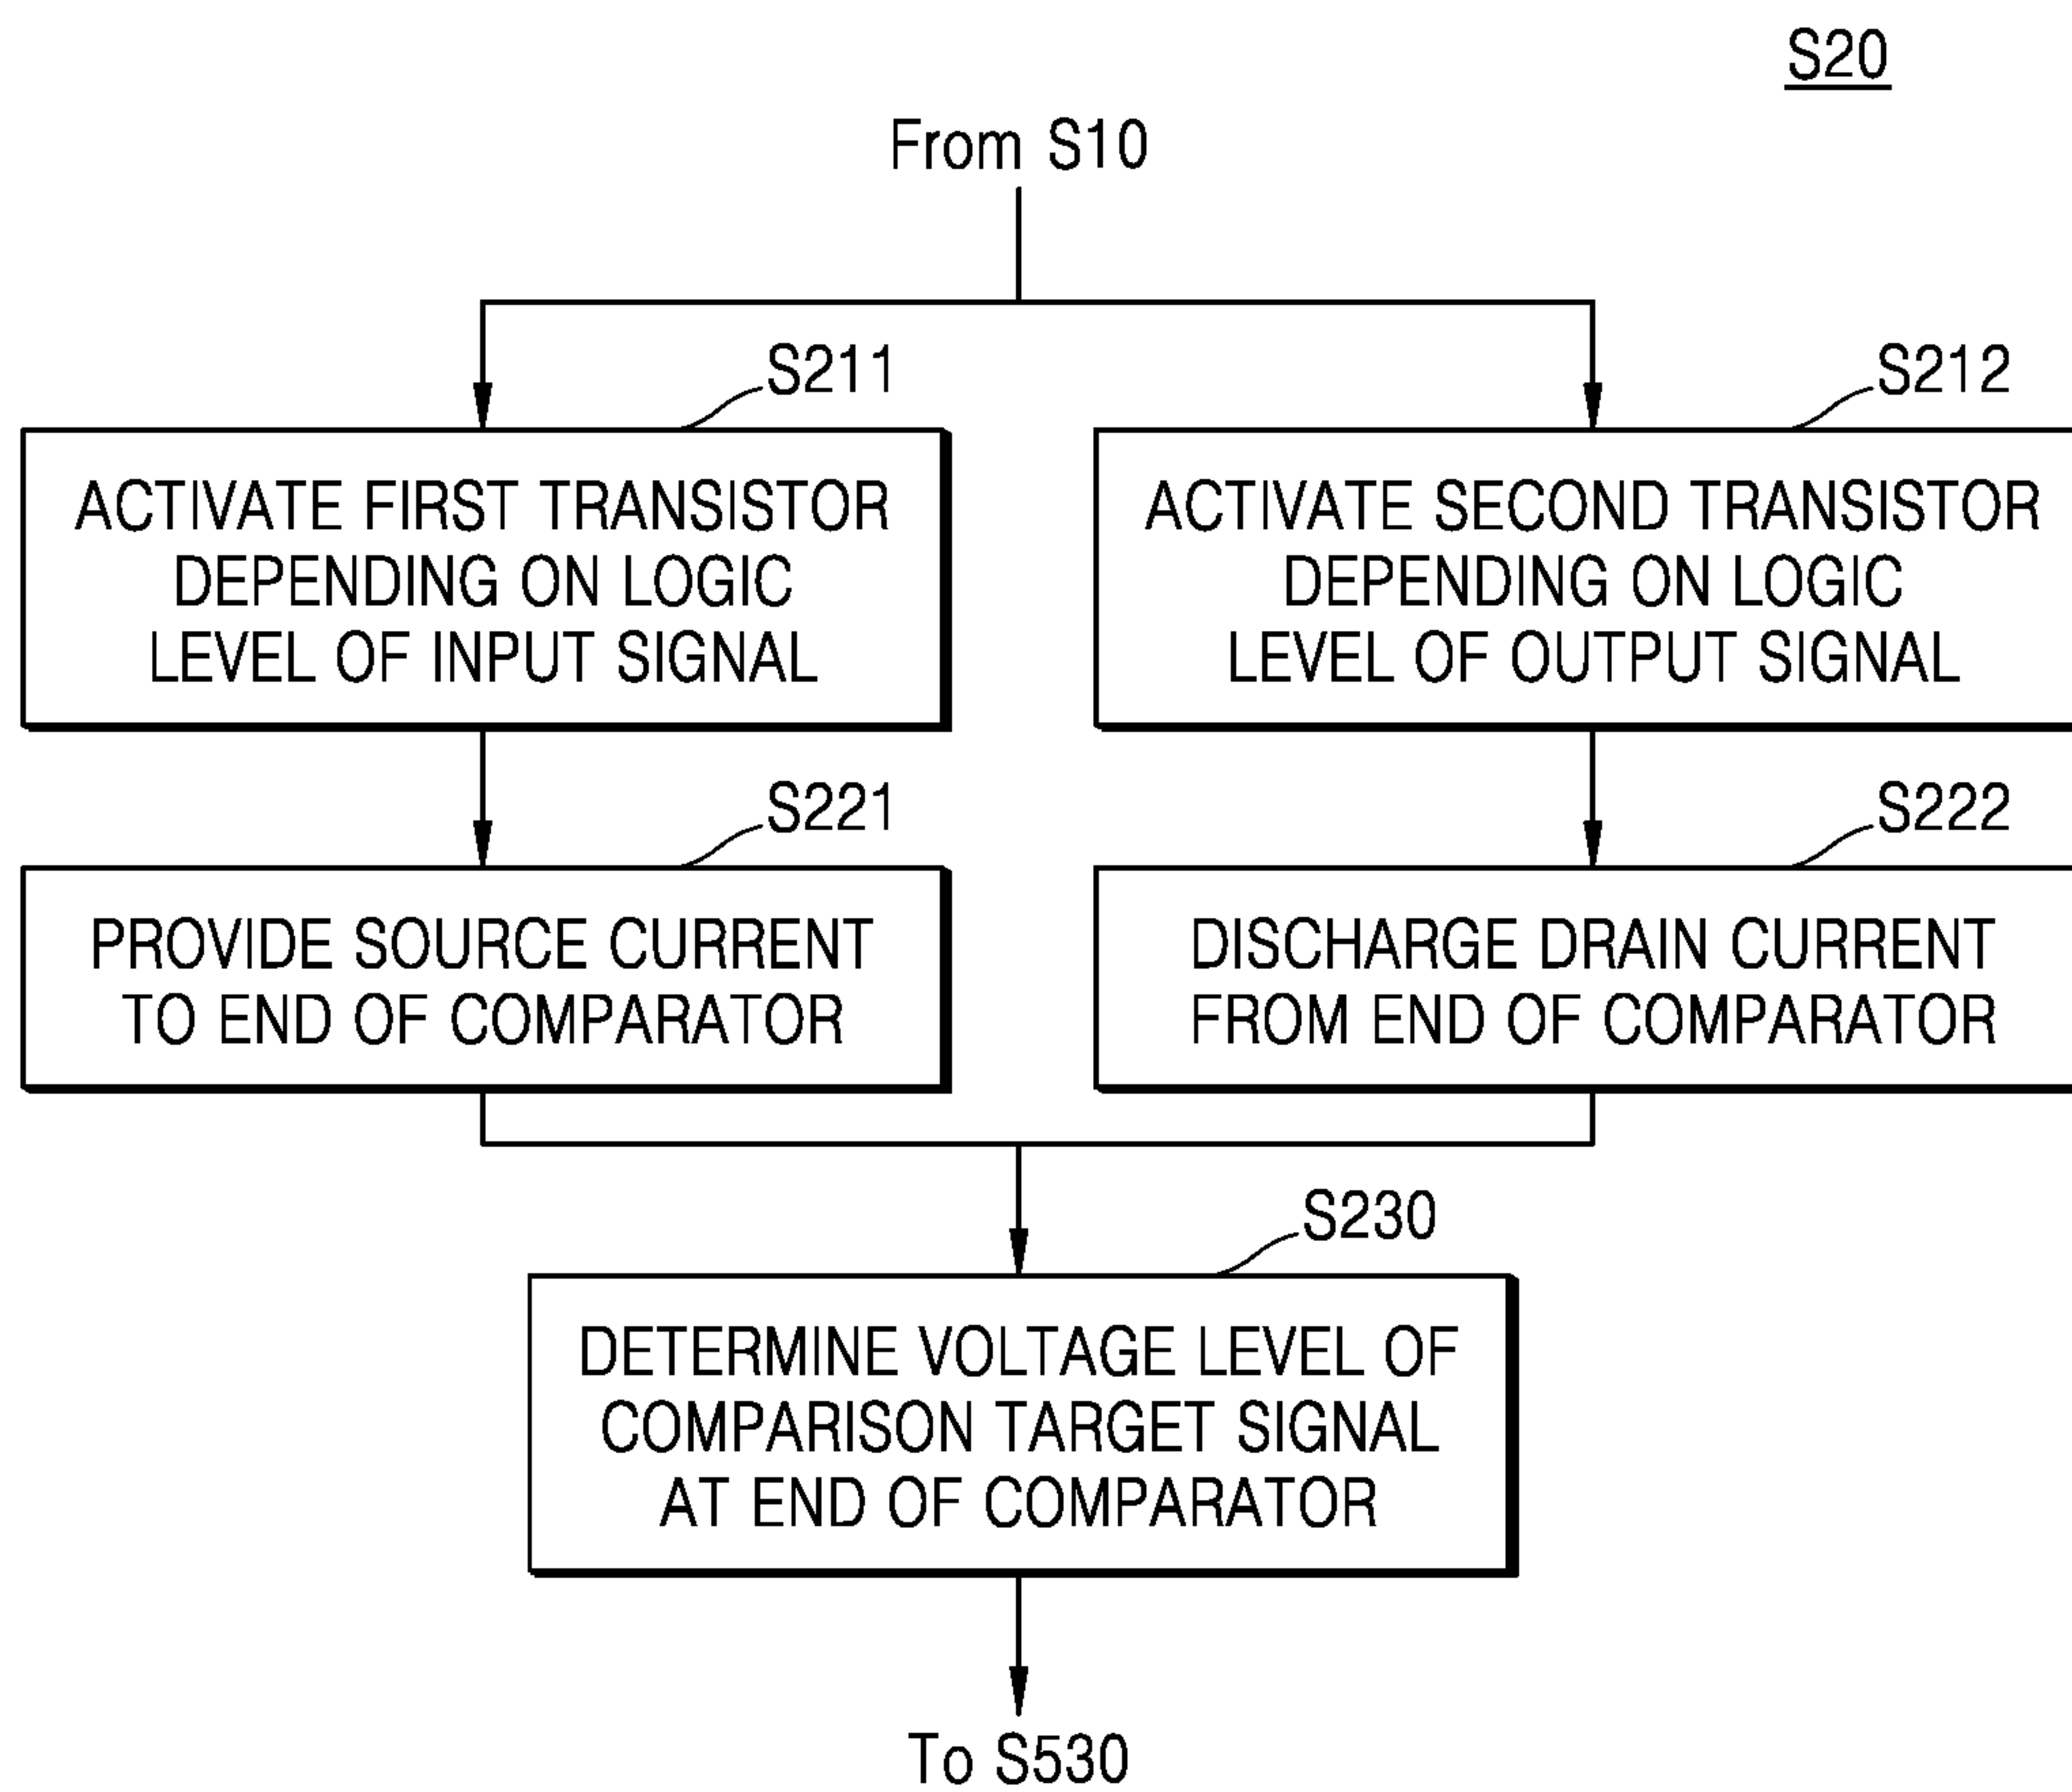 S20
From S10
S211
ACTIVATE FIRST TRANSISTOR
DEPENDING ON LOGIC
LEVEL OF INPUT SIGNAL
S212
ACTIVATE SECOND TRANSISTOR
DEPENDING ON LOGIC
LEVEL OF OUTPUT SIGNAL
S221
PROVIDE SOURCE CURRENT
TO END OF COMPARATOR
S222
DISCHARGE DRAIN CURRENT
FROM END OF COMPARATOR
S230
DETERMINE VOLTAGE LEVEL OF
COMPARISON TARGET SIGNAL
AT END OF COMPARATOR
To S530